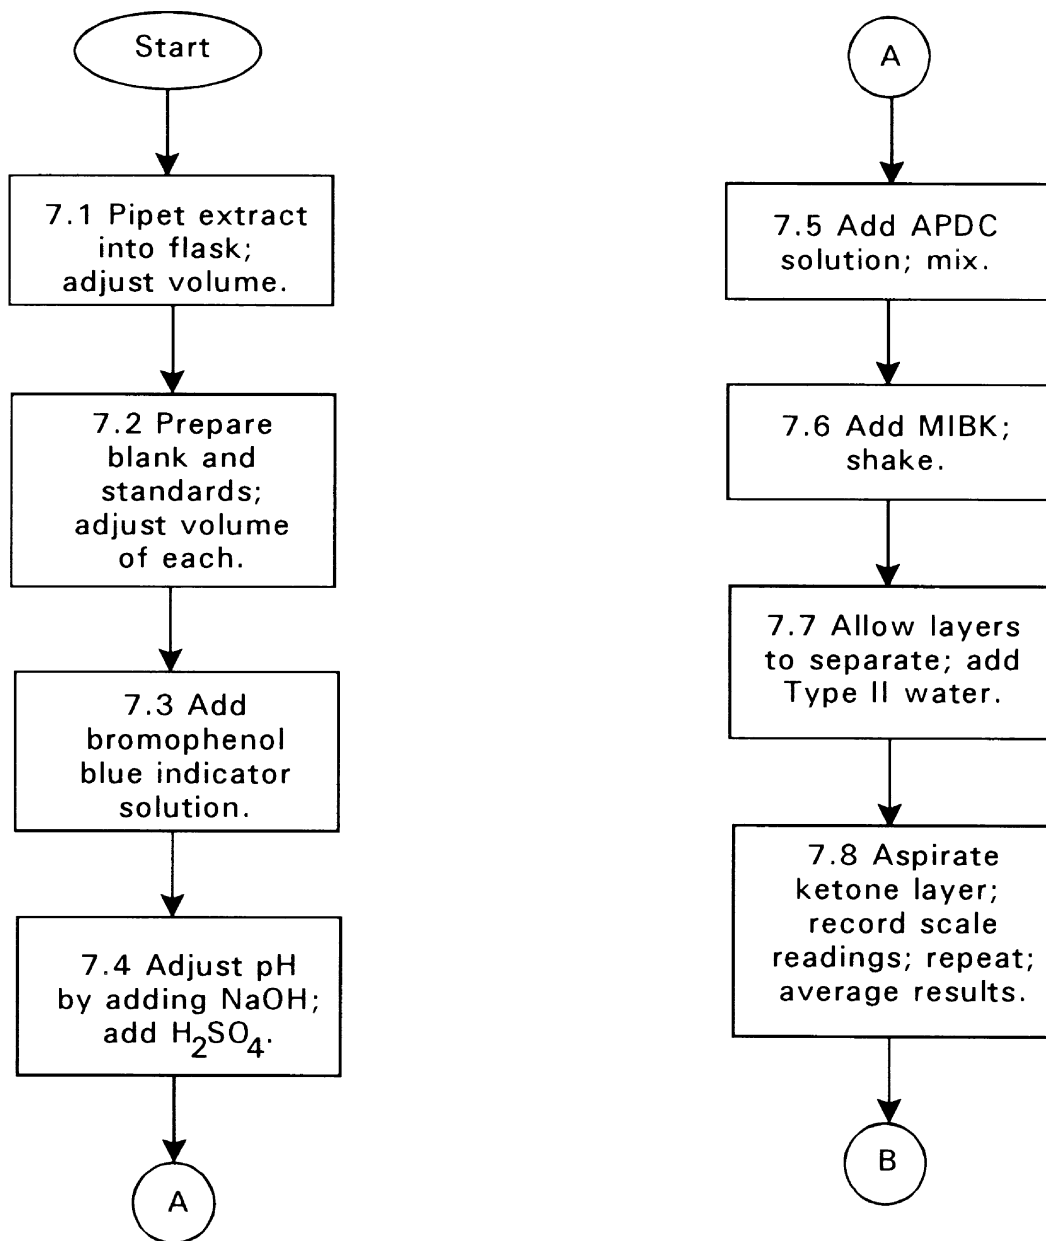 Start
7.1 Pipet extract
into flask;
adjust volume.
7.2 Prepare
blank and
standards;
adjust volume
of each.
7.3 Add
bromophenol
blue indicator
solution.
7.4 Adjust pH
by adding NaOH;
add H₂SO₄.
A
A
7.5 Add APDC
solution; mix.
7.6 Add MIBK;
shake.
7.7 Allow layers
to separate; add
Type II water.
7.8 Aspirate
ketone layer;
record scale
readings; repeat;
average results.
B